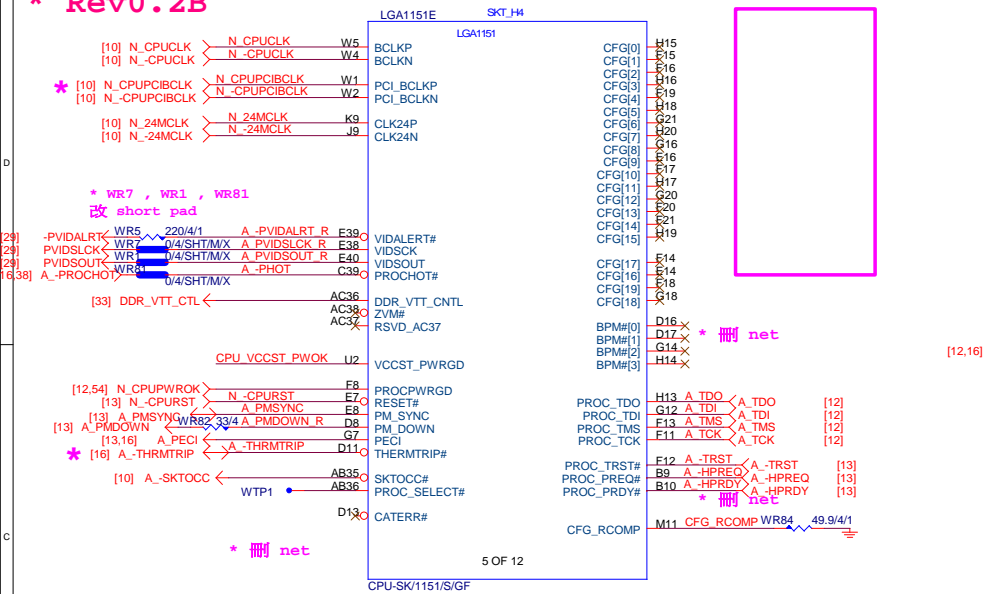 * Rev0.2B
LGA1151E SKT_H4
LGA1151
[10] N_CPUCLK N_CPUCLK W5 BCLKP
[10] N_-CPUCLK N_-CPUCLK W4 BCLKN
* [10] N_CPUPCIBCLK N_CPUPCIBCLK W1 PCI_BCLKP
[10] N_-CPUPCIBCLK N_-CPUPCIBCLK W2 PCI_BCLKN
[10] N_24MCLK N_24MCLK K9 CLK24P
[10] N_-24MCLK N_-24MCLK J9 CLK24N
CFG[0] H15
CFG[1] F15
CFG[2] F16
CFG[3] H16
CFG[4] F19
CFG[5] H18
CFG[6] G21
CFG[7] H20
CFG[8] G16
CFG[9] E16
CFG[10] F17
CFG[11] H17
CFG[12] G20
CFG[13] F20
CFG[14] F21
CFG[15] H19
CFG[17] F14
CFG[16] E14
CFG[19] F18
CFG[18] G18
D
* WR7 , WR1 , WR81
改 short pad
[29] -PVIDALRT WR5 220/4/1 A_-PVIDALRT_R E39 VIDALERT#
[29] PVIDSLCK WR7 0/4/SHT/M/X A_PVIDSLCK_R E38 VIDSCK
[29] PVIDSOUT WR1 0/4/SHT/M/X A_PVIDSOUT_R E40 VIDSOUT
16,38] A_-PROCHOT WR81 0/4/SHT/M/X A_-PHOT C39 PROCHOT#
[33] DDR_VTT_CTL AC36 DDR_VTT_CNTL
AC38 ZVM#
AC37 RSVD_AC37
BPM#[0] D16
BPM#[1] D17
BPM#[2] G14
BPM#[3] H14
* 刪 net
[12,16]
CPU_VCCST_PWOK U2 VCCST_PWRGD
[12,54] N_CPUPWROK F8 PROCPWRGD
[13] N_-CPURST N_-CPURST E7 RESET#
[13] A_PMSYNC A_PMSYNC E8 PM_SYNC
[13] A_PMDOWN WR82 33/4 A_PMDOWN_R D8 PM_DOWN
[13,16] A_PECI G7 PECI
* [16] A_-THRMTRIP A_-THRMTRIP D11 THERMTRIP#
[10] A_-SKTOCC AB35 SKTOCC#
WTP1 AB36 PROC_SELECT#
D13 CATERR#
PROC_TDO H13 A_TDO A_TDO [12]
PROC_TDI G12 A_TDI A_TDI [12]
PROC_TMS F13 A_TMS A_TMS [12]
PROC_TCK F11 A_TCK A_TCK [12]
PROC_TRST# F12 A_-TRST A_-TRST [13]
PROC_PREQ# B9 A_-HPREQ A_-HPREQ [13]
PROC_PRDY# B10 A_-HPRDY A_-HPRDY [13]
* 刪 net
CFG_RCOMP M11 CFG_RCOMP WR84 49.9/4/1
C
* 刪 net
5 OF 12
CPU-SK/1151/S/GF